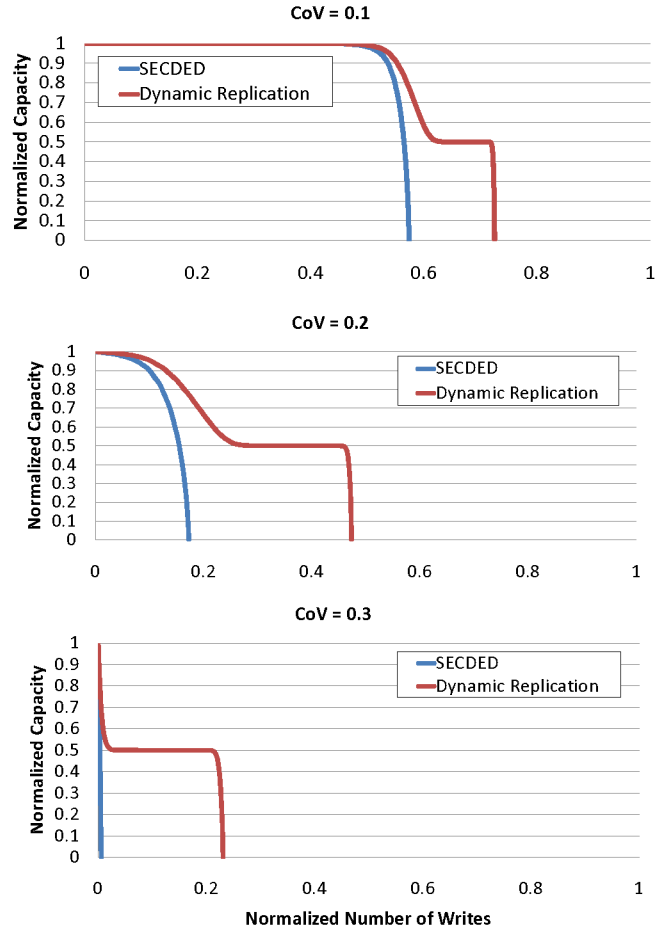 CoV = 0.1
Normalized Capacity
1
0.9
0.8
0.7
0.6
0.5
0.4
0.3
0.2
0.1
0
SECDED
Dynamic Replication
0 0.2 0.4 0.6 0.8 1
CoV = 0.2
Normalized Capacity
1
0.9
0.8
0.7
0.6
0.5
0.4
0.3
0.2
0.1
0
SECDED
Dynamic Replication
0 0.2 0.4 0.6 0.8 1
CoV = 0.3
Normalized Capacity
1
0.9
0.8
0.7
0.6
0.5
0.4
0.3
0.2
0.1
0
SECDED
Dynamic Replication
0 0.2 0.4 0.6 0.8 1
Normalized Number of Writes